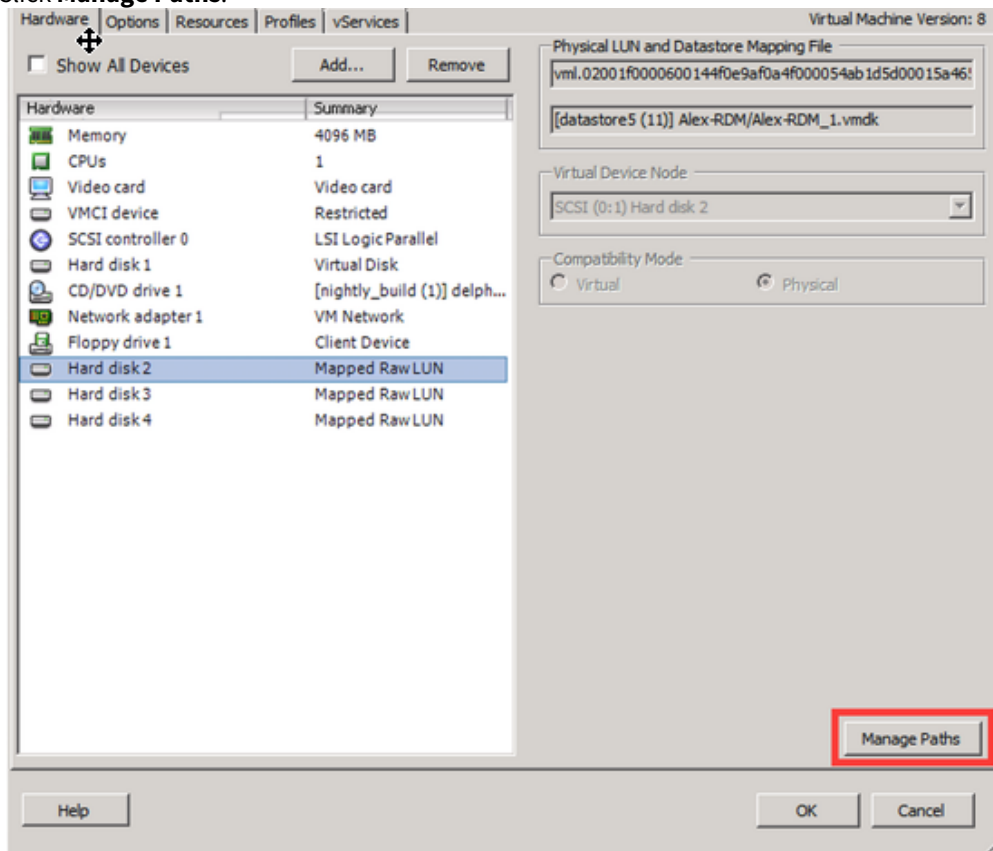 Click Manage Paths.
Hardware Options Resources Profiles vServices Virtual Machine Version: 8
Show All Devices Add... Remove
Hardware Summary
Memory 4096 MB
CPUs 1
Video card Video card
VMCI device Restricted
SCSI controller 0 LSI Logic Parallel
Hard disk 1 Virtual Disk
CD/DVD drive 1 [nightly_build (1)] delph...
Network adapter 1 VM Network
Floppy drive 1 Client Device
Hard disk 2 Mapped Raw LUN
Hard disk 3 Mapped Raw LUN
Hard disk 4 Mapped Raw LUN
Physical LUN and Datastore Mapping File
vml.02001f0000600144f0e9af0a4f000054ab1d5d00015a465
[datastore5 (11)] Alex-RDM/Alex-RDM_1.vmdk
Virtual Device Node
SCSI (0:1) Hard disk 2
Compatibility Mode
Virtual Physical
Manage Paths
Help OK Cancel